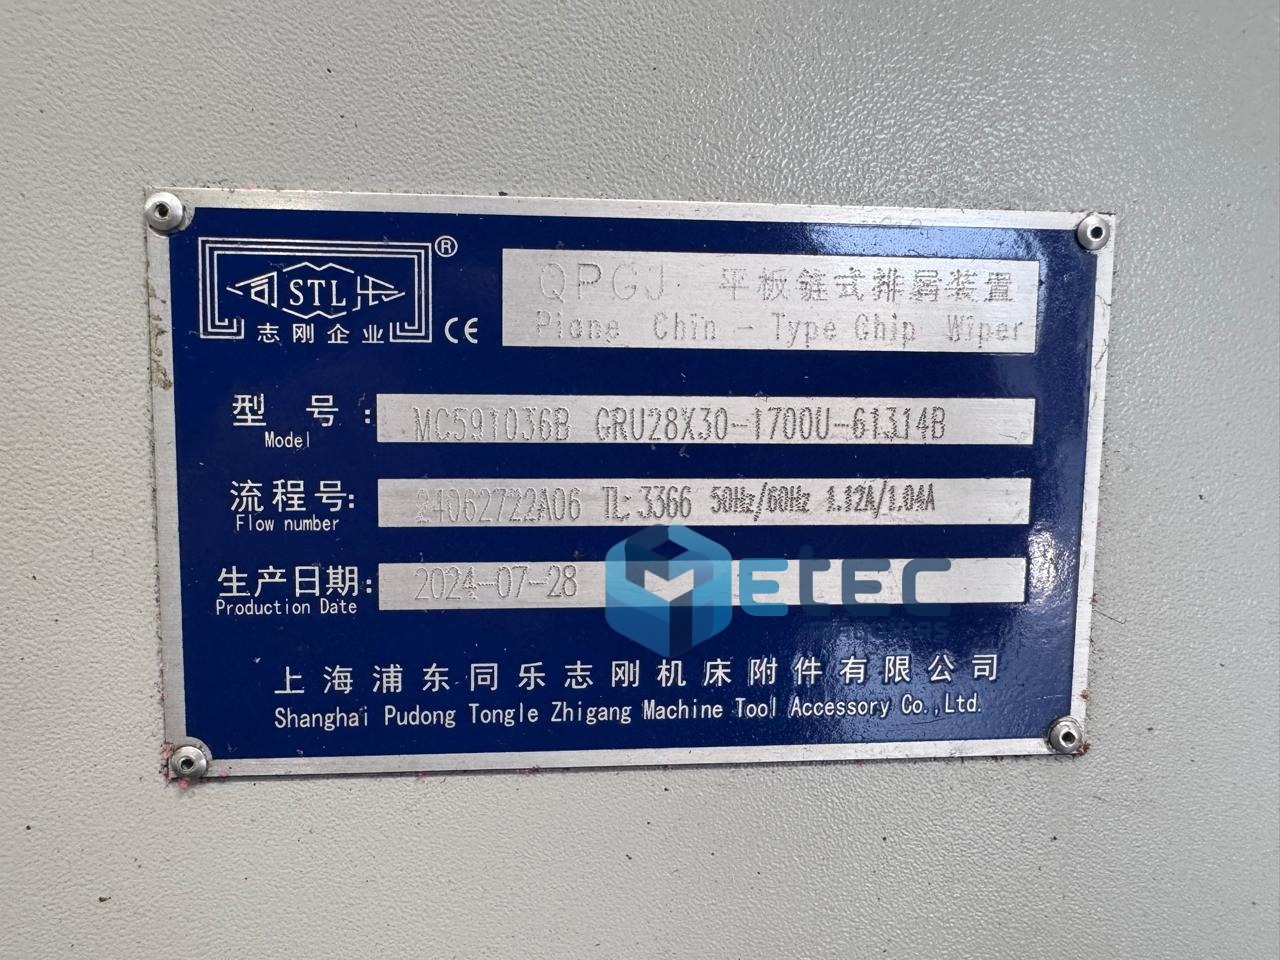 STL ®
志刚企业 CE
QPGJ 平板链式排屑装置
Plane Chin - Type Chip Wiper
型号: MC591036B GRU28X30-1700U-61314B
Model
流程号: 24062722A06 TL:3366 50Hz/60Hz 1.12A/1.04A
Flow number
生产日期: 2024-07-28
Production Date
Metec
上海浦东同乐志刚机床附件有限公司
Shanghai Pudong Tongle Zhigang Machine Tool Accessory Co.,Ltd.